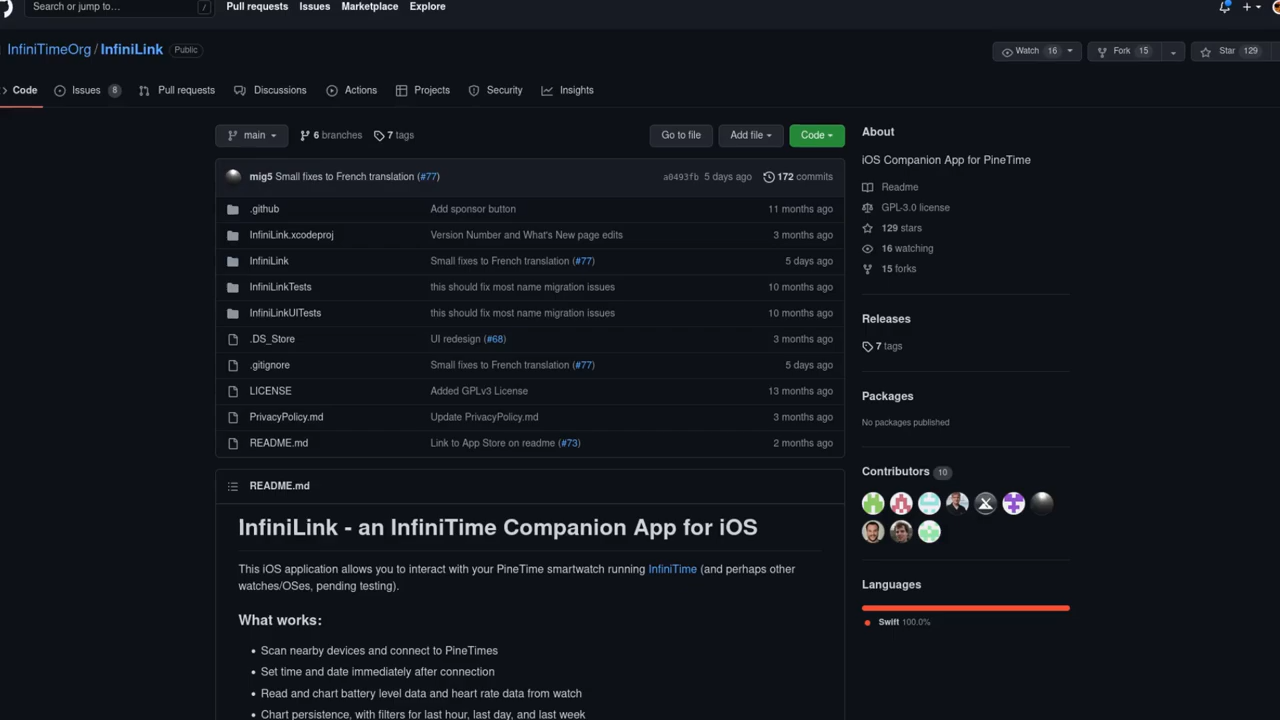 Search or jump to... /
Pull requests Issues Marketplace Explore
InfiniTimeOrg / InfiniLink Public
Watch 16 Fork 15 Star 129
Code Issues 8 Pull requests Discussions Actions Projects Security Insights
main 6 branches 7 tags Go to file Add file Code
mig5 Small fixes to French translation (#77) a0493fb 5 days ago 172 commits
.github Add sponsor button 11 months ago
InfiniLink.xcodeproj Version Number and What's New page edits 3 months ago
InfiniLink Small fixes to French translation (#77) 5 days ago
InfiniLinkTests this should fix most name migration issues 10 months ago
InfiniLinkUITests this should fix most name migration issues 10 months ago
.DS_Store UI redesign (#68) 3 months ago
.gitignore Small fixes to French translation (#77) 5 days ago
LICENSE Added GPLv3 License 13 months ago
PrivacyPolicy.md Update PrivacyPolicy.md 3 months ago
README.md Link to App Store on readme (#73) 2 months ago
README.md
InfiniLink - an InfiniTime Companion App for iOS
This iOS application allows you to interact with your PineTime smartwatch running InfiniTime (and perhaps other
watches/OSes, pending testing).
What works:
• Scan nearby devices and connect to PineTimes
• Set time and date immediately after connection
• Read and chart battery level data and heart rate data from watch
• Chart persistence, with filters for last hour, last day, and last week
About
iOS Companion App for PineTime
Readme
GPL-3.0 license
129 stars
16 watching
15 forks
Releases
7 tags
Packages
No packages published
Contributors 10
Languages
Swift 100.0%